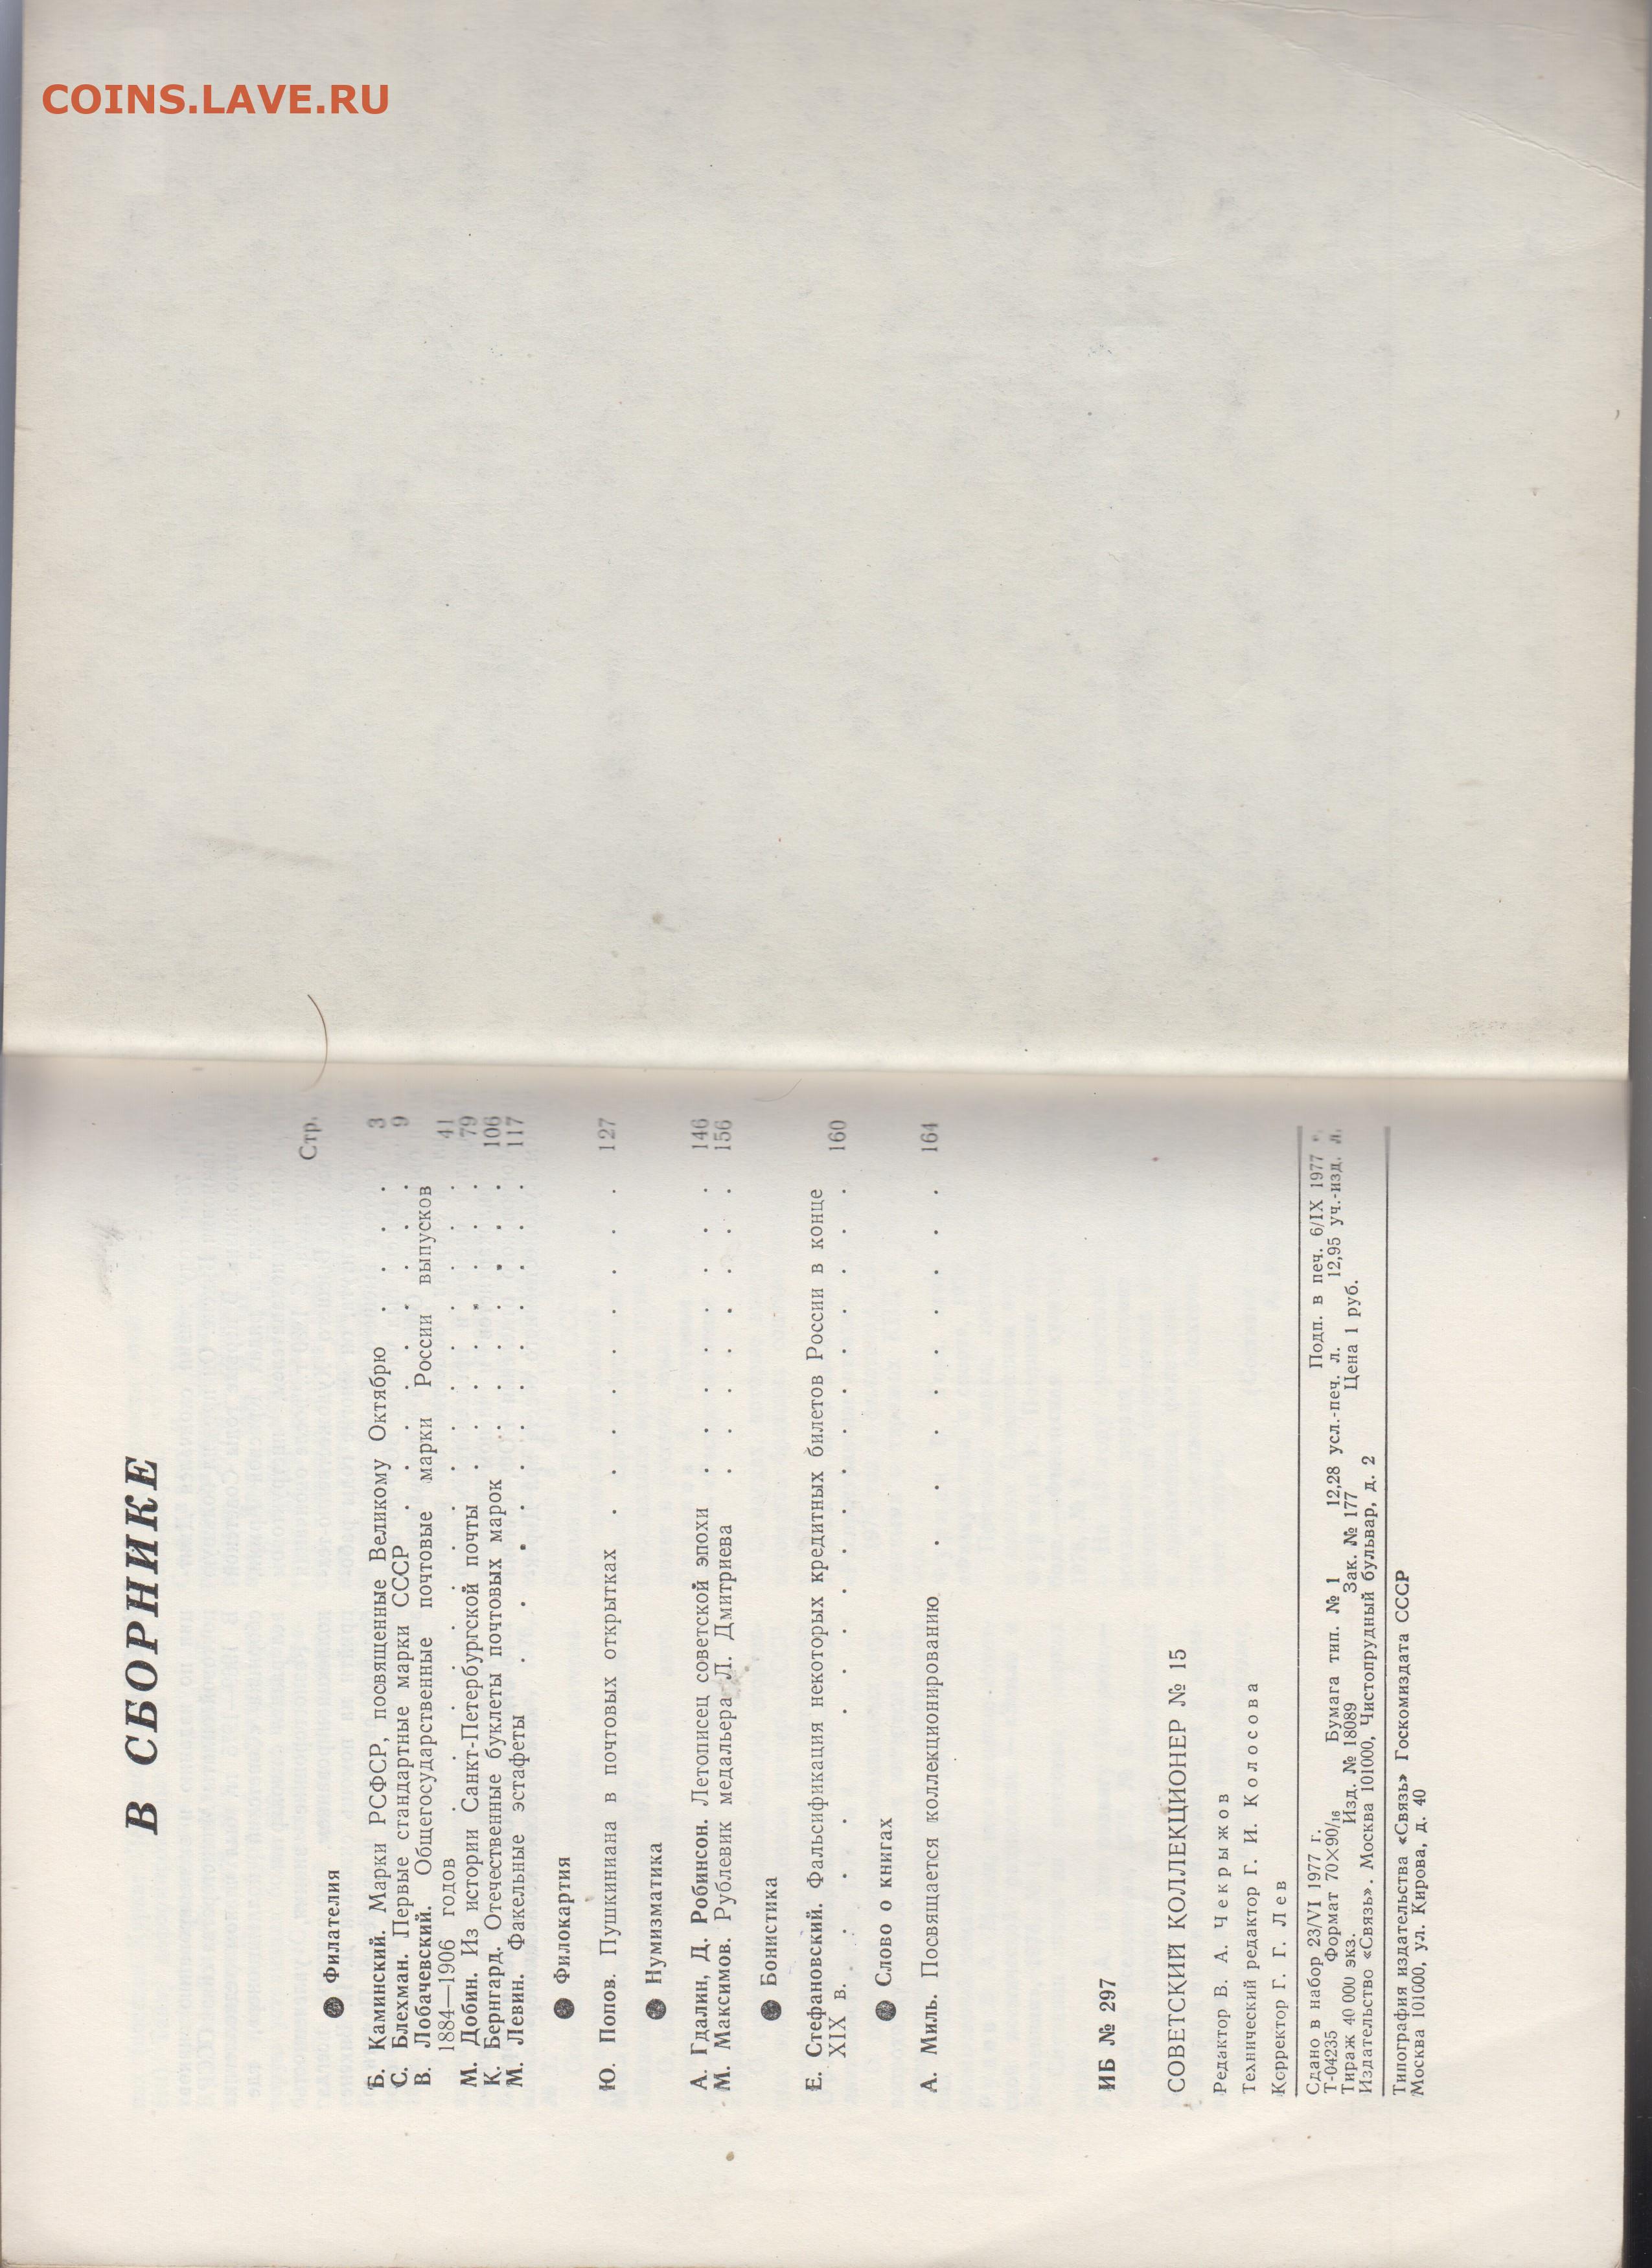 COINS.LAVE.RU
В СБОРНИКЕ
Стр.
Филателия
Б. Каминский. Марки РСФСР, посвященные Великому Октябрю . . . . . 3
С. Блехман. Первые стандартные марки СССР . . . . . . . . . 9
В. Лобачевский. Общегосударственные почтовые марки России выпусков
1884—1906 годов . . . . . . . . . . . . . . . . . 41
М. Добин. Из истории Санкт-Петербургской почты . . . . . . . . 79
К. Бернгард. Отечественные буклеты почтовых марок . . . . . . . 106
М. Левин. Факельные эстафеты . . . . . . . . . . . . . 117
Филокартия
Ю. Попов. Пушкиниана в почтовых открытках . . . . . . . . . 127
Нумизматика
А. Гдалин, Д. Робинсон. Летописец советской эпохи . . . . . . . . 146
М. Максимов. Рублевик медальера Л. Дмитриева . . . . . . . . 156
Бонистика
Е. Стефановский. Фальсификация некоторых кредитных билетов России в конце
XIX в. . . . . . . . . . . . . . . . . . . . . 160
Слово о книгах
А. Миль. Посвящается коллекционированию . . . . . . . . . . 164
ИБ № 297
СОВЕТСКИЙ КОЛЛЕКЦИОНЕР № 15
Редактор В. А. Чекрыжов
Технический редактор Г. И. Колосова
Корректор Г. Г. Лев
Сдано в набор 23/VI 1977 г. Подп. в печ. 6/IX 1977 г.
Т-04235 Формат 70×90/16 Бумага тип. № 1 12,28 усл.-печ. л. 12,95 уч.-изд. л.
Тираж 40 000 экз. Изд. № 18089 Зак. № 177 Цена 1 руб.
Издательство «Связь». Москва 101000, Чистопрудный бульвар, д. 2
Типография издательства «Связь» Госкомиздата СССР
Москва 101000, ул. Кирова, д. 40